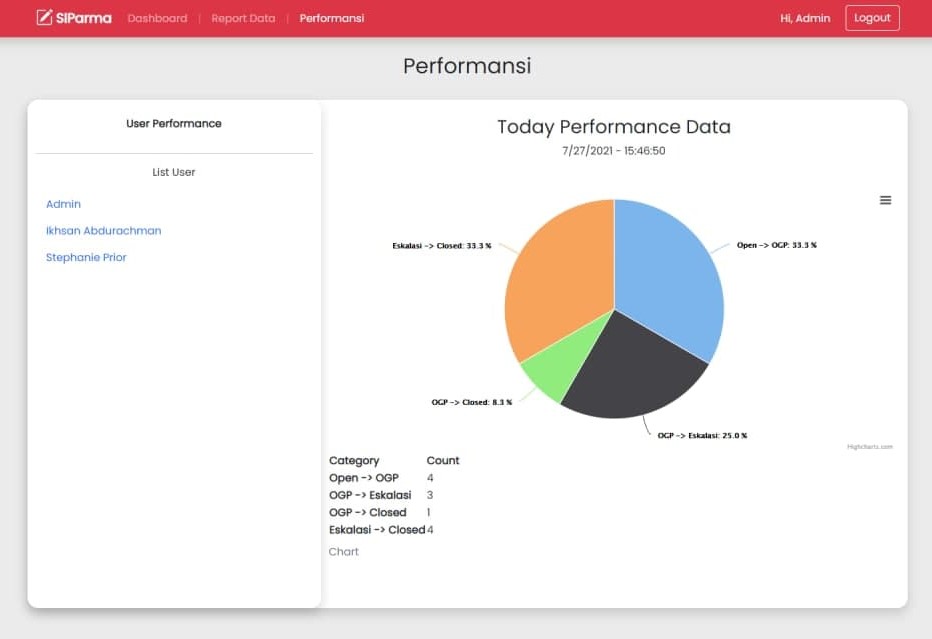 SIParma Dashboard | Report Data | Performansi Hi, Admin Logout
Performansi
User Performance
List User
Admin
Ikhsan Abdurachman
Stephanie Prior
Today Performance Data
7/27/2021 - 15:46:50
Eskalasi -> Closed: 33.3 %
Open -> OGP: 33.3 %
OGP -> Closed: 8.3 %
OGP -> Eskalasi: 25.0 %
Highcharts.com
Category Count
Open -> OGP 4
OGP -> Eskalasi 3
OGP -> Closed 1
Eskalasi -> Closed 4
Chart